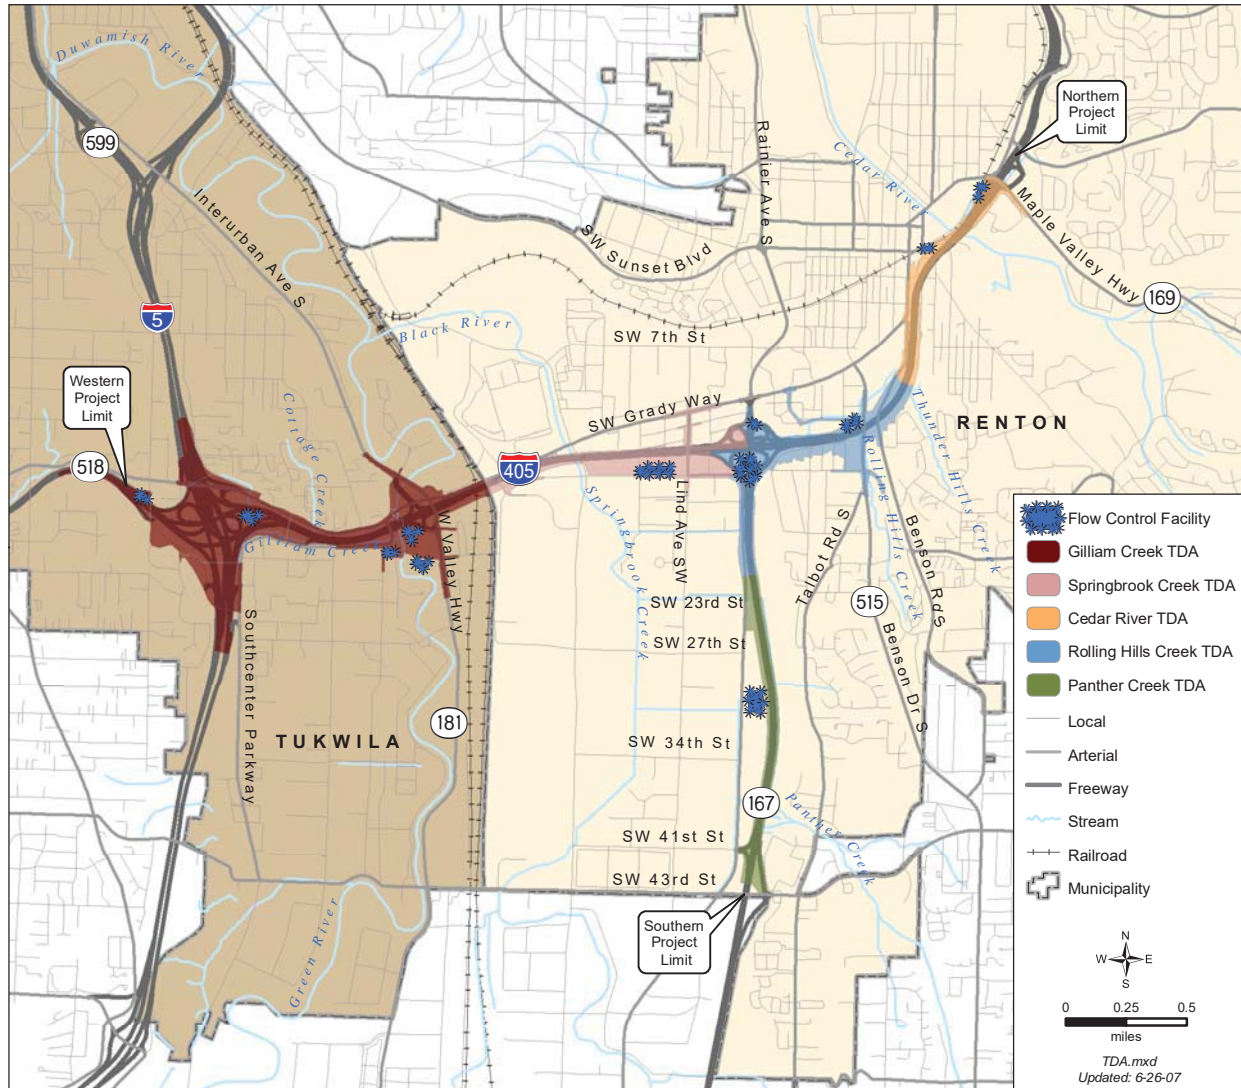 Duwamish River
599
Interurban Ave S
5
Western
Project
Limit
518
Cottage Creek
Gilliam Creek
Black River
SW Sunset Blvd
Rainier Ave S
Cedar River
Northern
Project
Limit
Maple Valley Hwy
169
SW 7th St
SW Grady Way
405
RENTON
Thunder Hills Creek
Rolling Hills Creek
Springbrook Creek
Lind Ave SW
W Valley Hwy
Southcenter Parkway
Talbot Rd S
515
Benson Rd S
Benson Dr S
SW 23rd St
SW 27th St
181
TUKWILA
SW 34th St
167
Panther Creek
SW 41st St
SW 43rd St
Southern
Project
Limit
Green River
Flow Control Facility
Gilliam Creek TDA
Springbrook Creek TDA
Cedar River TDA
Rolling Hills Creek TDA
Panther Creek TDA
Local
Arterial
Freeway
Stream
Railroad
Municipality
N
W E
S
0 0.25 0.5
miles
TDA.mxd
Updated: 6-26-07